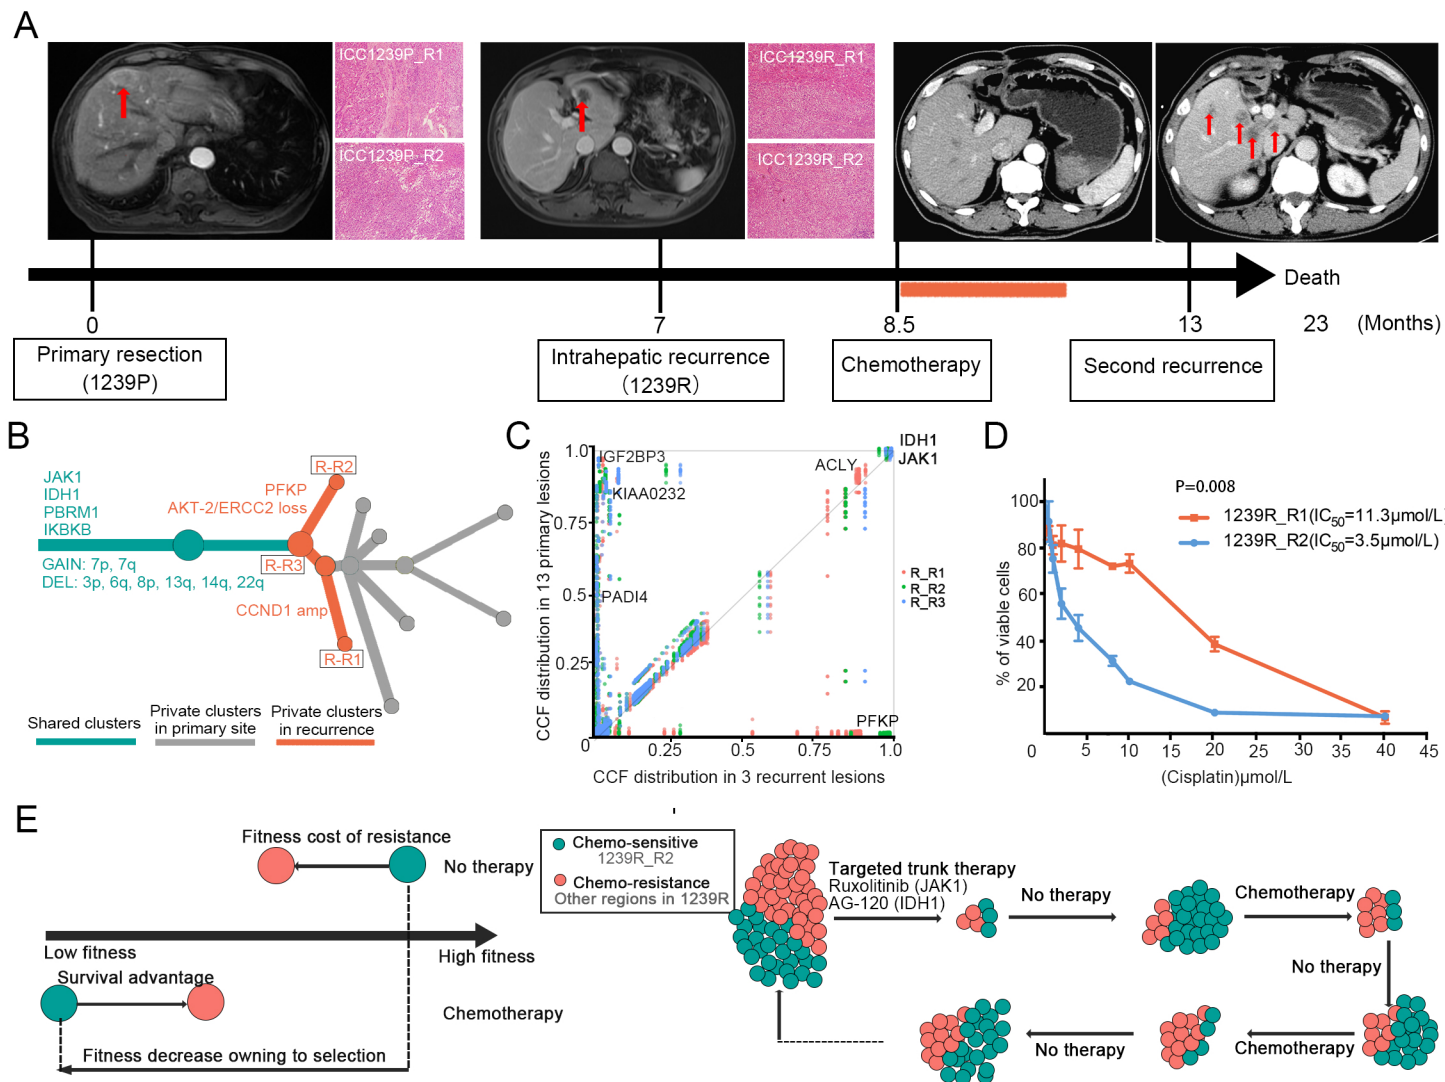 A
ICC1239P_R1
ICC1239P_R2
ICC1239R_R1
ICC1239R_R2
Death
0
7
8.5
13
23
(Months)
Primary resection
(1239P)
Intrahepatic recurrence
(1239R)
Chemotherapy
Second recurrence
B
JAK1
IDH1
PBRM1
IKBKB
GAIN: 7p, 7q
DEL: 3p, 6q, 8p, 13q, 14q, 22q
R-R2
PFKP
AKT-2/ERCC2 loss
R-R3
CCND1 amp
R-R1
Shared clusters
Private clusters
in primary site
Private clusters
in recurrence
C
CCF distribution in 13 primary lesions
1.0
0.75
0.5
0.25
0
0.25
0.5
0.75
1.0
CCF distribution in 3 recurrent lesions
IGF2BP3
KIAA0232
PADI4
ACLY
IDH1
JAK1
PFKP
R_R1
R_R2
R_R3
D
% of viable cells
100
80
60
40
20
0
5
10
15
20
25
30
35
40
45
(Cisplatin)μmol/L
P=0.008
1239R_R1(IC50=11.3μmol/L)
1239R_R2(IC50=3.5μmol/L)
E
Fitness cost of resistance
No therapy
Low fitness
High fitness
Survival advantage
Chemotherapy
Fitness decrease owning to selection
Chemo-sensitive
1239R_R2
Chemo-resistance
Other regions in 1239R
Targeted trunk therapy
Ruxolitinib (JAK1)
AG-120 (IDH1)
No therapy
Chemotherapy
No therapy
Chemotherapy
No therapy